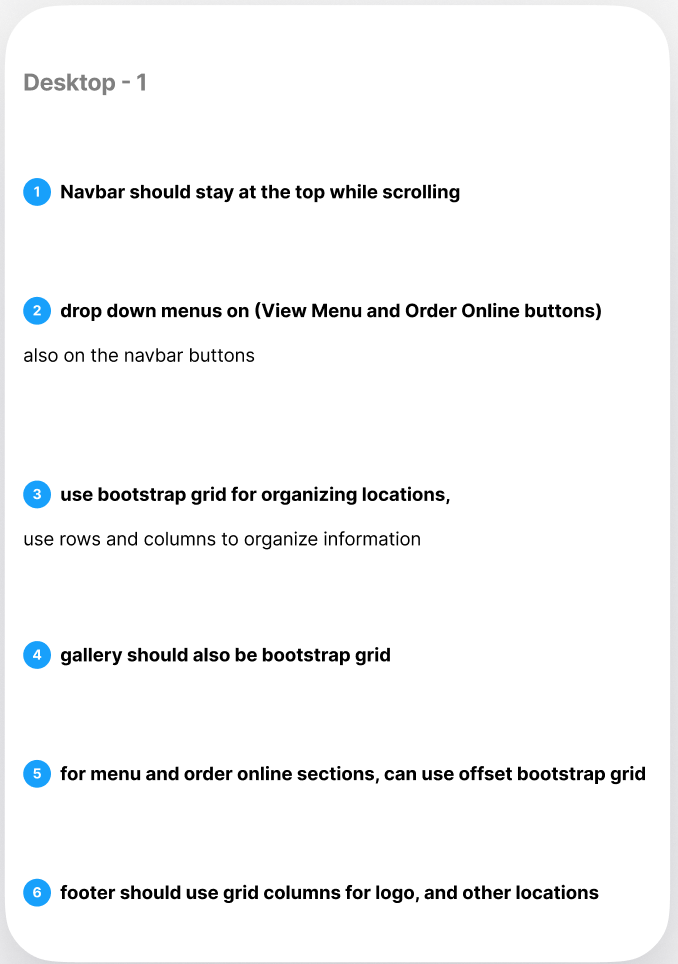 Desktop - 1
1 Navbar should stay at the top while scrolling
2 drop down menus on (View Menu and Order Online buttons)
also on the navbar buttons
3 use bootstrap grid for organizing locations,
use rows and columns to organize information
4 gallery should also be bootstrap grid
5 for menu and order online sections, can use offset bootstrap grid
6 footer should use grid columns for logo, and other locations